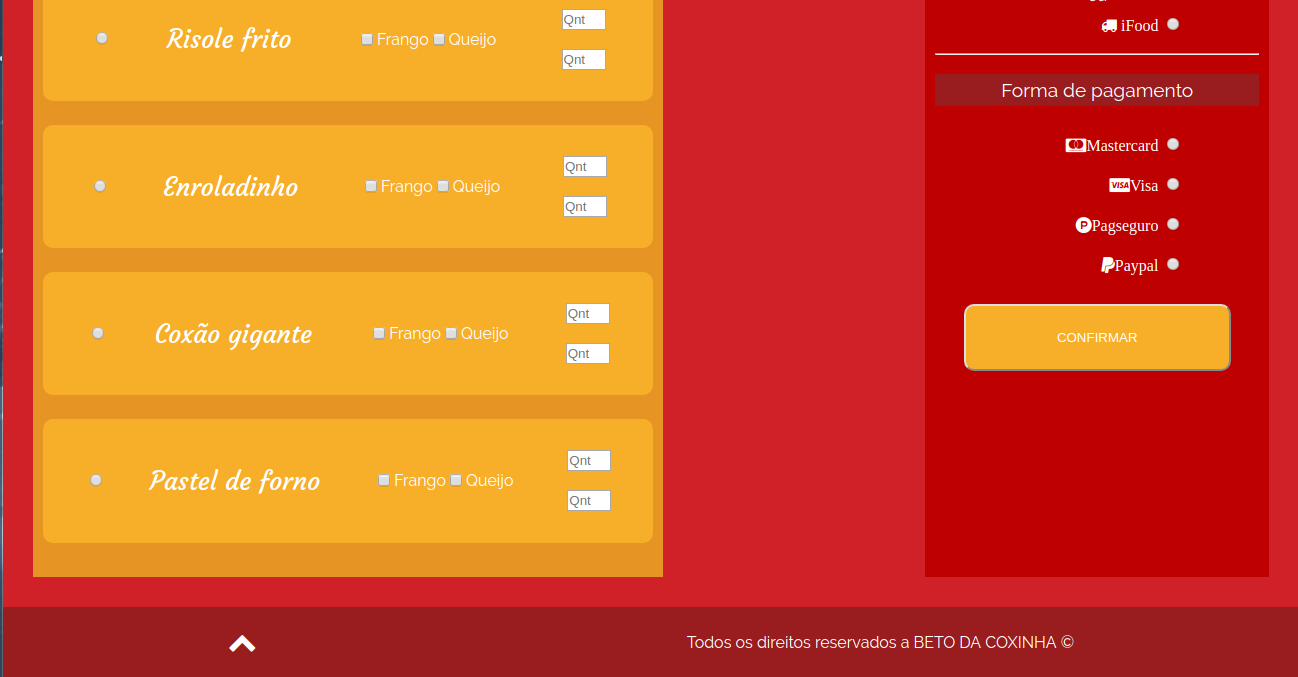 Qnt
Risole frito
Frango Queijo
Qnt
Qnt
Enroladinho
Frango Queijo
Qnt
Qnt
Coxão gigante
Frango Queijo
Qnt
Qnt
Pastel de forno
Frango Queijo
Qnt
iFood
Forma de pagamento
Mastercard
VISA Visa
P Pagseguro
Paypal
CONFIRMAR
Todos os direitos reservados a BETO DA COXINHA ©